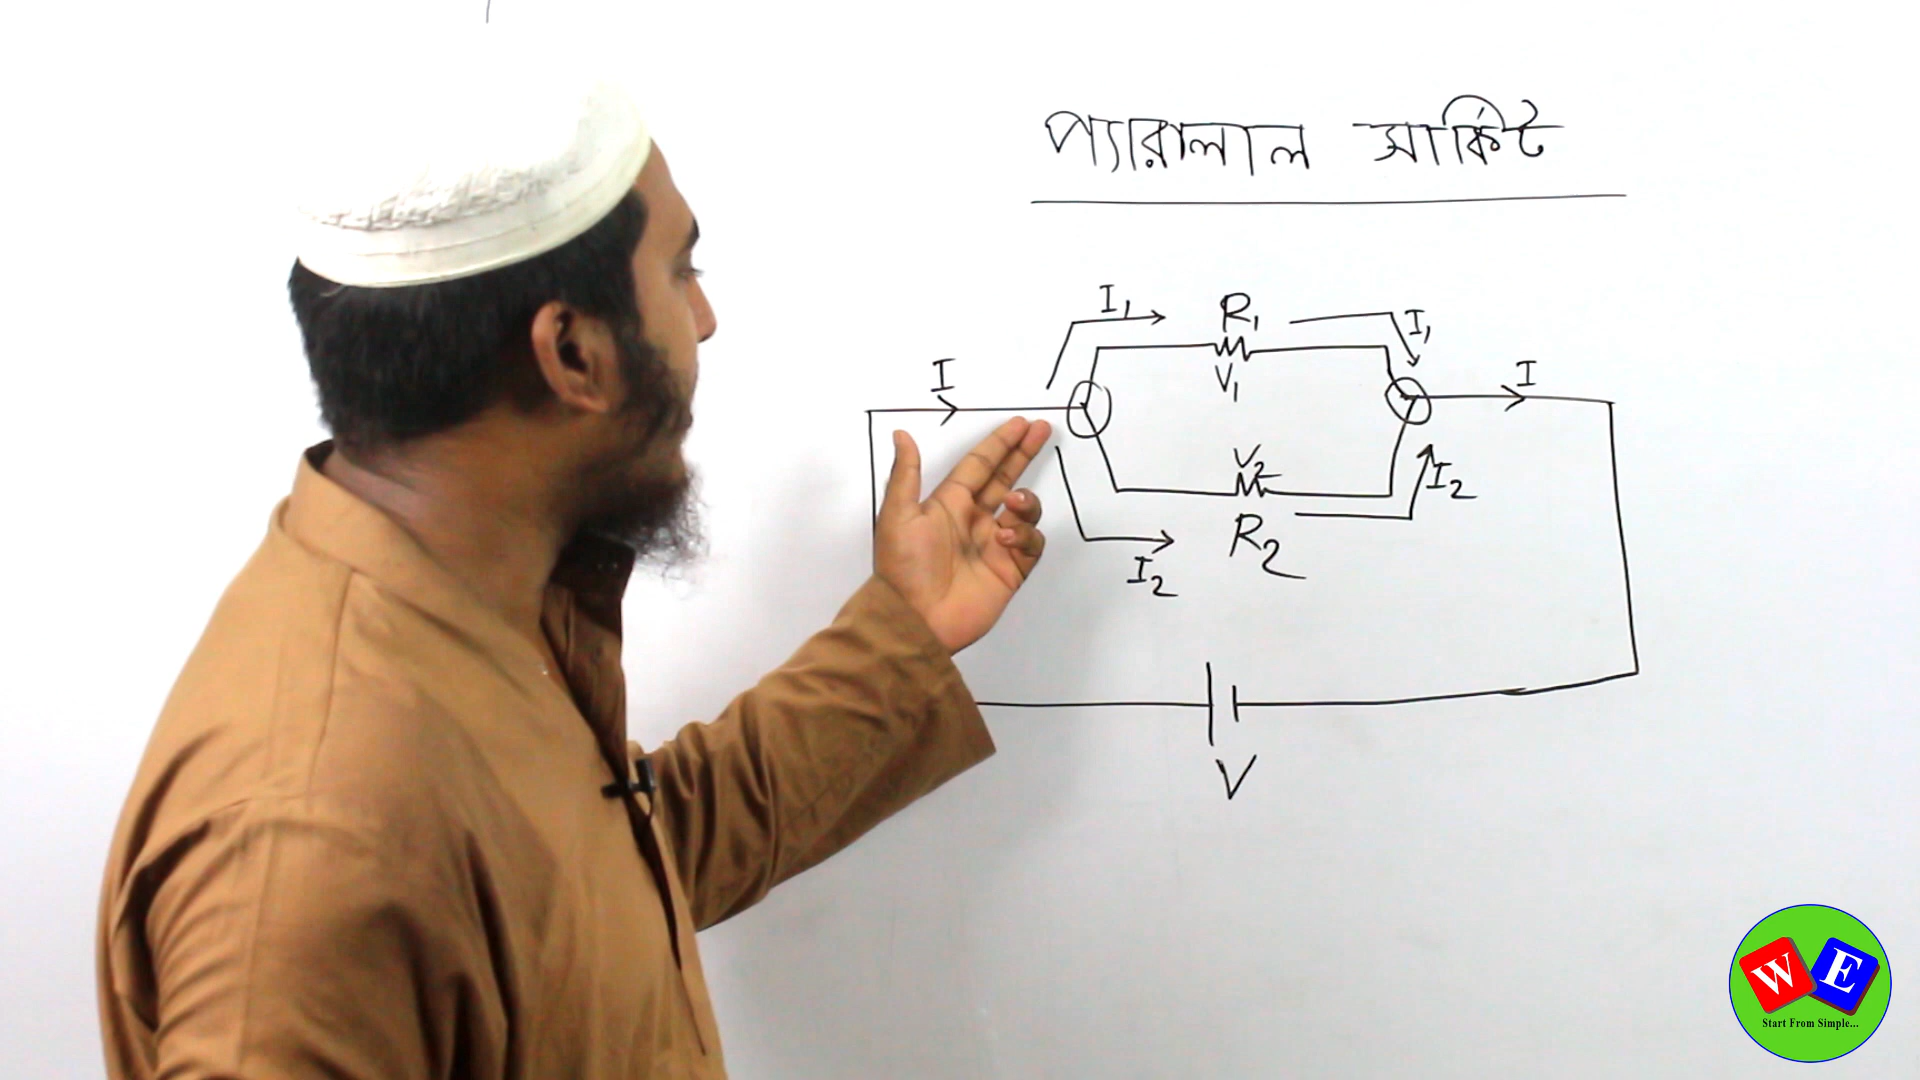 প্যারালাল সার্কিট
I₁
R₁
I₁
I
V₁
I
V₂
I₂
R₂
I₂
V
W E
Start From Simple...